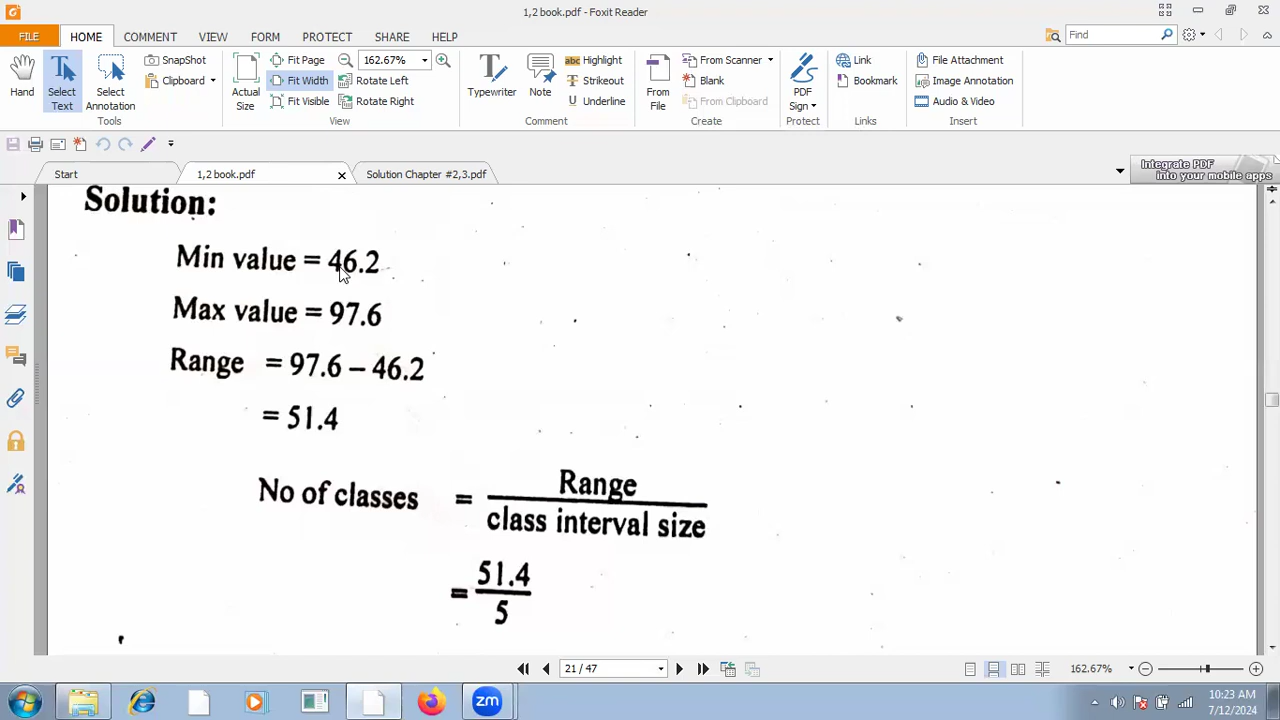 1,2 book.pdf - Foxit Reader
FILE HOME COMMENT VIEW FORM PROTECT SHARE HELP Find
Hand Select Text SnapShot Clipboard Select Annotation Tools
Actual Size Fit Page Fit Width Fit Visible 162.67% Rotate Left Rotate Right View
Typewriter Note Highlight Strikeout Underline Comment
From File From Scanner Blank From Clipboard Create
PDF Sign Protect
Link Bookmark Links
File Attachment Image Annotation Audio & Video Insert
Start 1,2 book.pdf Solution Chapter #2,3.pdf
Integrate PDF
into your mobile apps
Solution:
Min value = 46.2
Max value = 97.6
Range = 97.6 – 46.2
= 51.4
No of classes = Range
class interval size
= 51.4
5
21 / 47 162.67%
zm
10:23 AM
7/12/2024